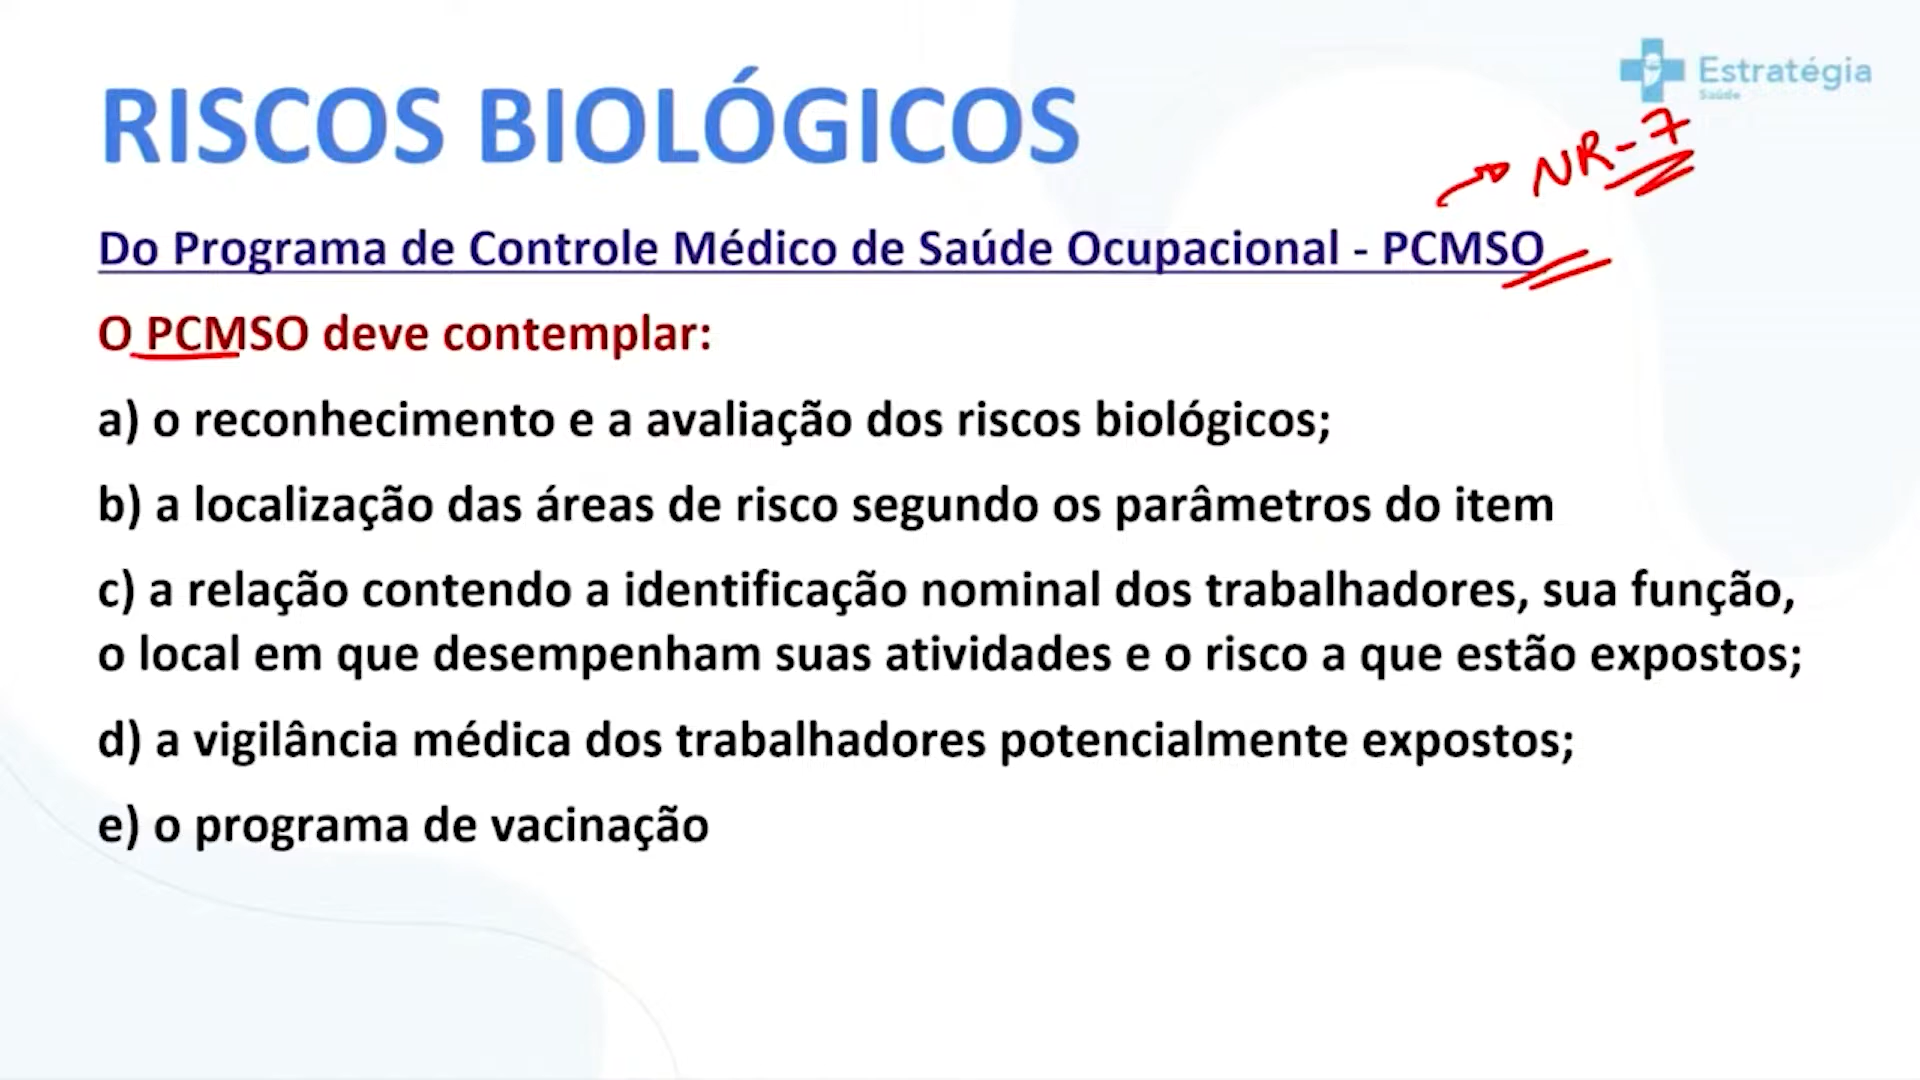 Estratégia
Saúde
RISCOS BIOLÓGICOS
NR-7
Do Programa de Controle Médico de Saúde Ocupacional - PCMSO
O PCMSO deve contemplar:
a) o reconhecimento e a avaliação dos riscos biológicos;
b) a localização das áreas de risco segundo os parâmetros do item
c) a relação contendo a identificação nominal dos trabalhadores, sua função,
o local em que desempenham suas atividades e o risco a que estão expostos;
d) a vigilância médica dos trabalhadores potencialmente expostos;
e) o programa de vacinação